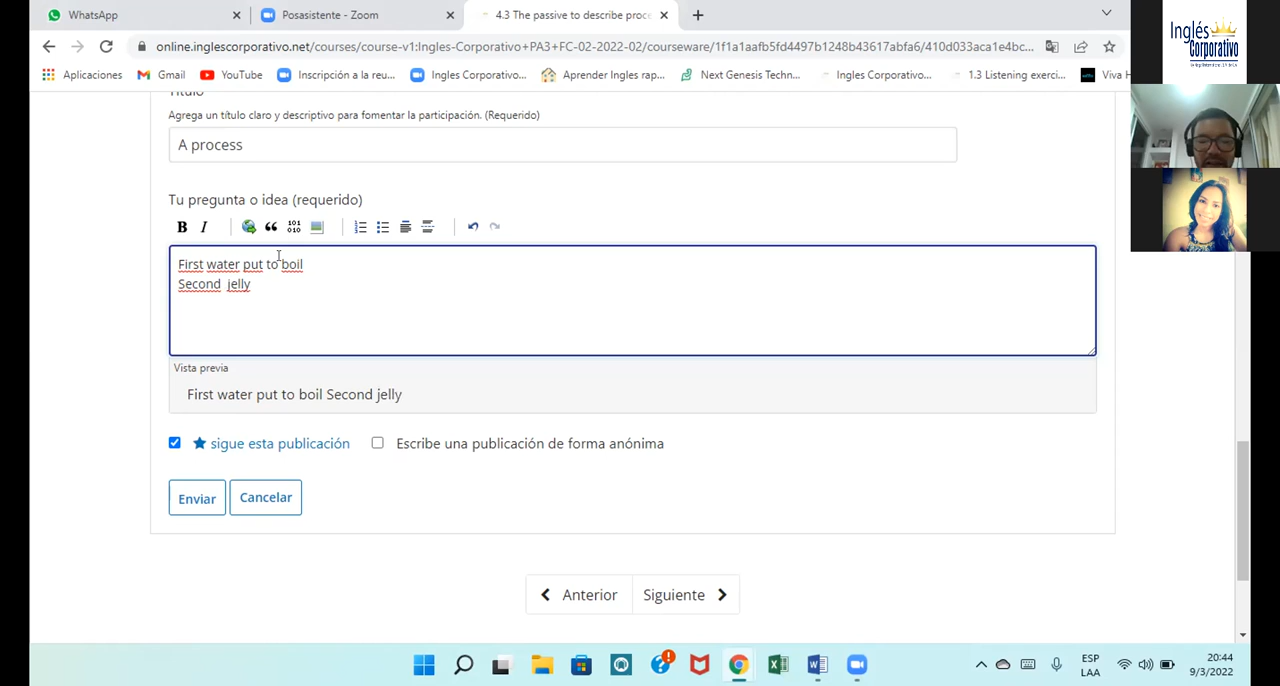 WhatsApp
Posasistente - Zoom
4.3 The passive to describe proce
online.inglescorporativo.net/courses/course-v1:Ingles-Corporativo+PA3+FC-02-2022-02/courseware/1f1a1aafb5fd4497b1248b43617abfa6/410d033aca1e4bc...
Aplicaciones
Gmail
YouTube
Inscripción a la reu...
Ingles Corporativo...
Aprender Ingles rap...
Next Genesis Techn...
Ingles Corporativo...
1.3 Listening exerci...
Viva H
Inglés
Corporativo
Título
Agrega un título claro y descriptivo para fomentar la participación. (Requerido)
A process
Tu pregunta o idea (requerido)
B I
101
010
First water put to boil
Second jelly
Vista previa
First water put to boil Second jelly
sigue esta publicación
Escribe una publicación de forma anónima
Enviar
Cancelar
Anterior
Siguiente
ESP
LAA
20:44
9/3/2022